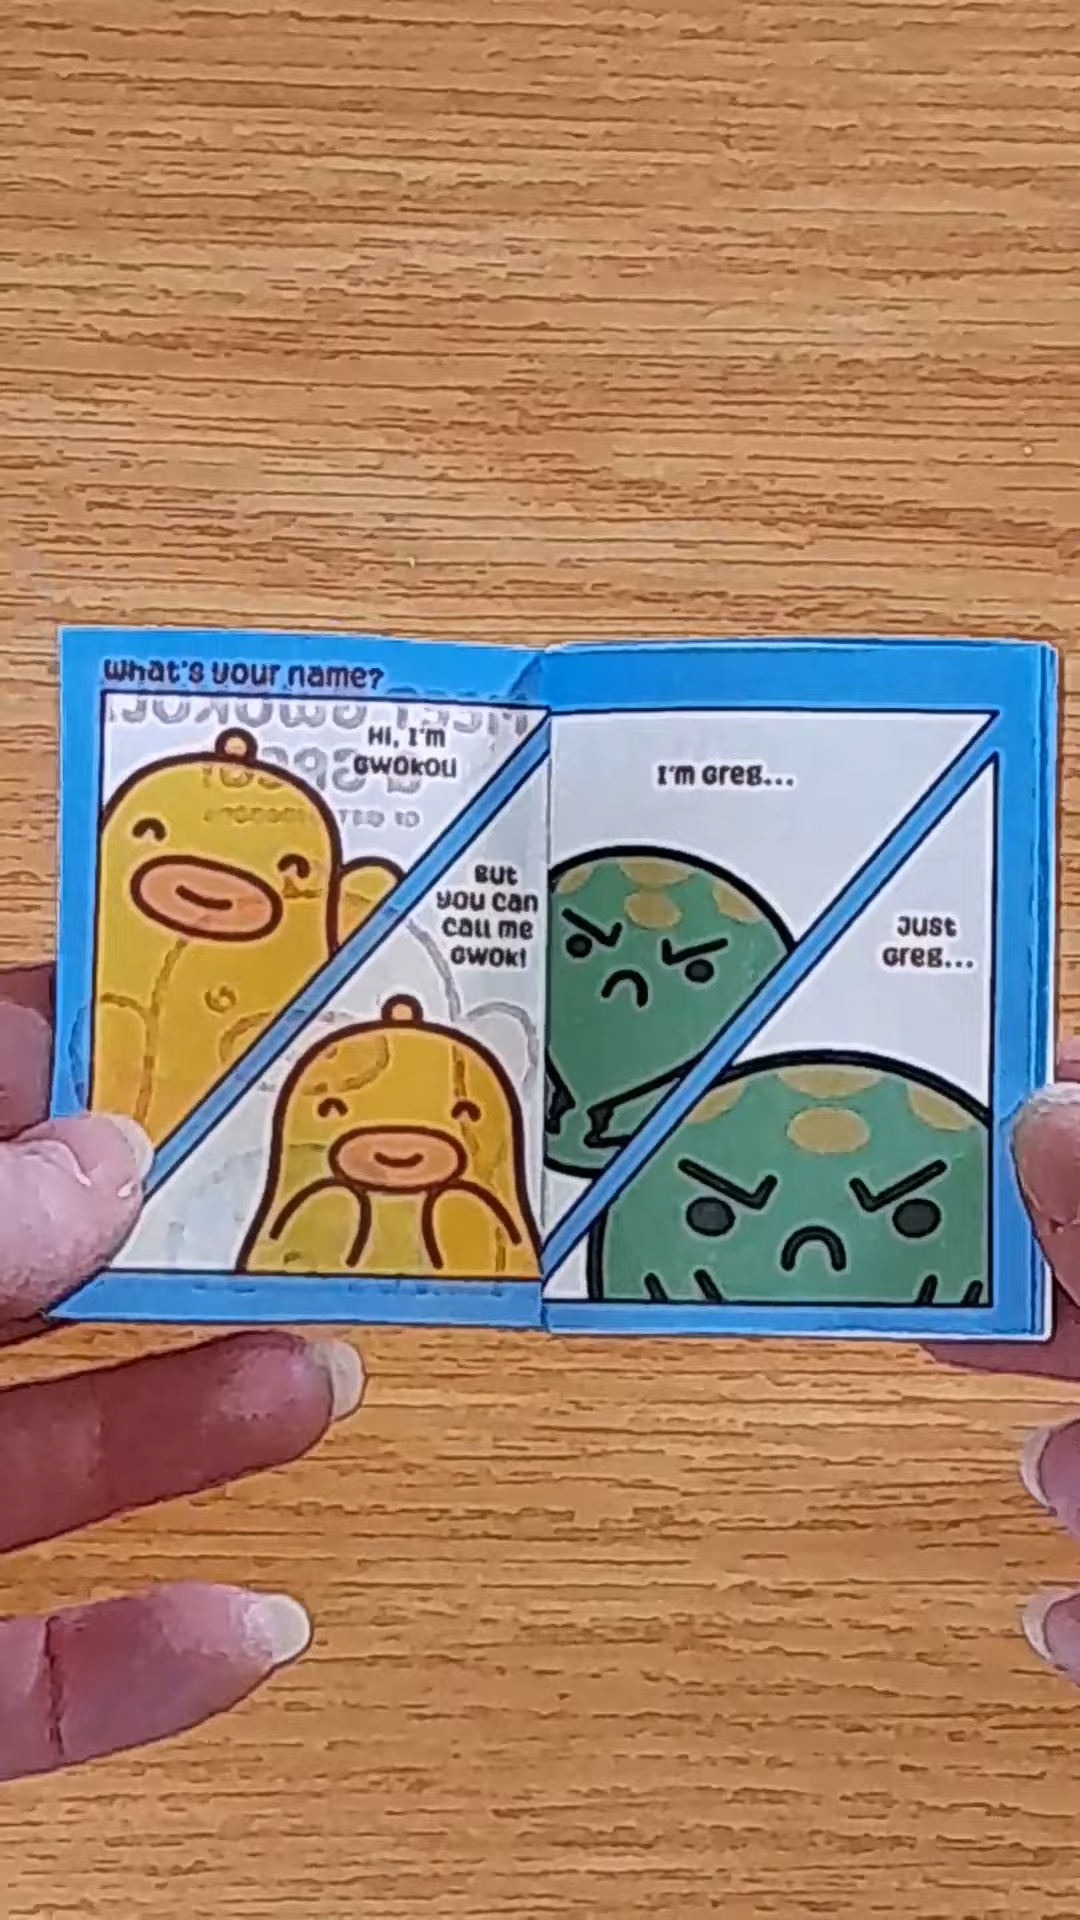 What's your name?
Hi, I'm
Gwokou
But
you can
call me
Gwok!
I'm Greg...
Just
Greg...